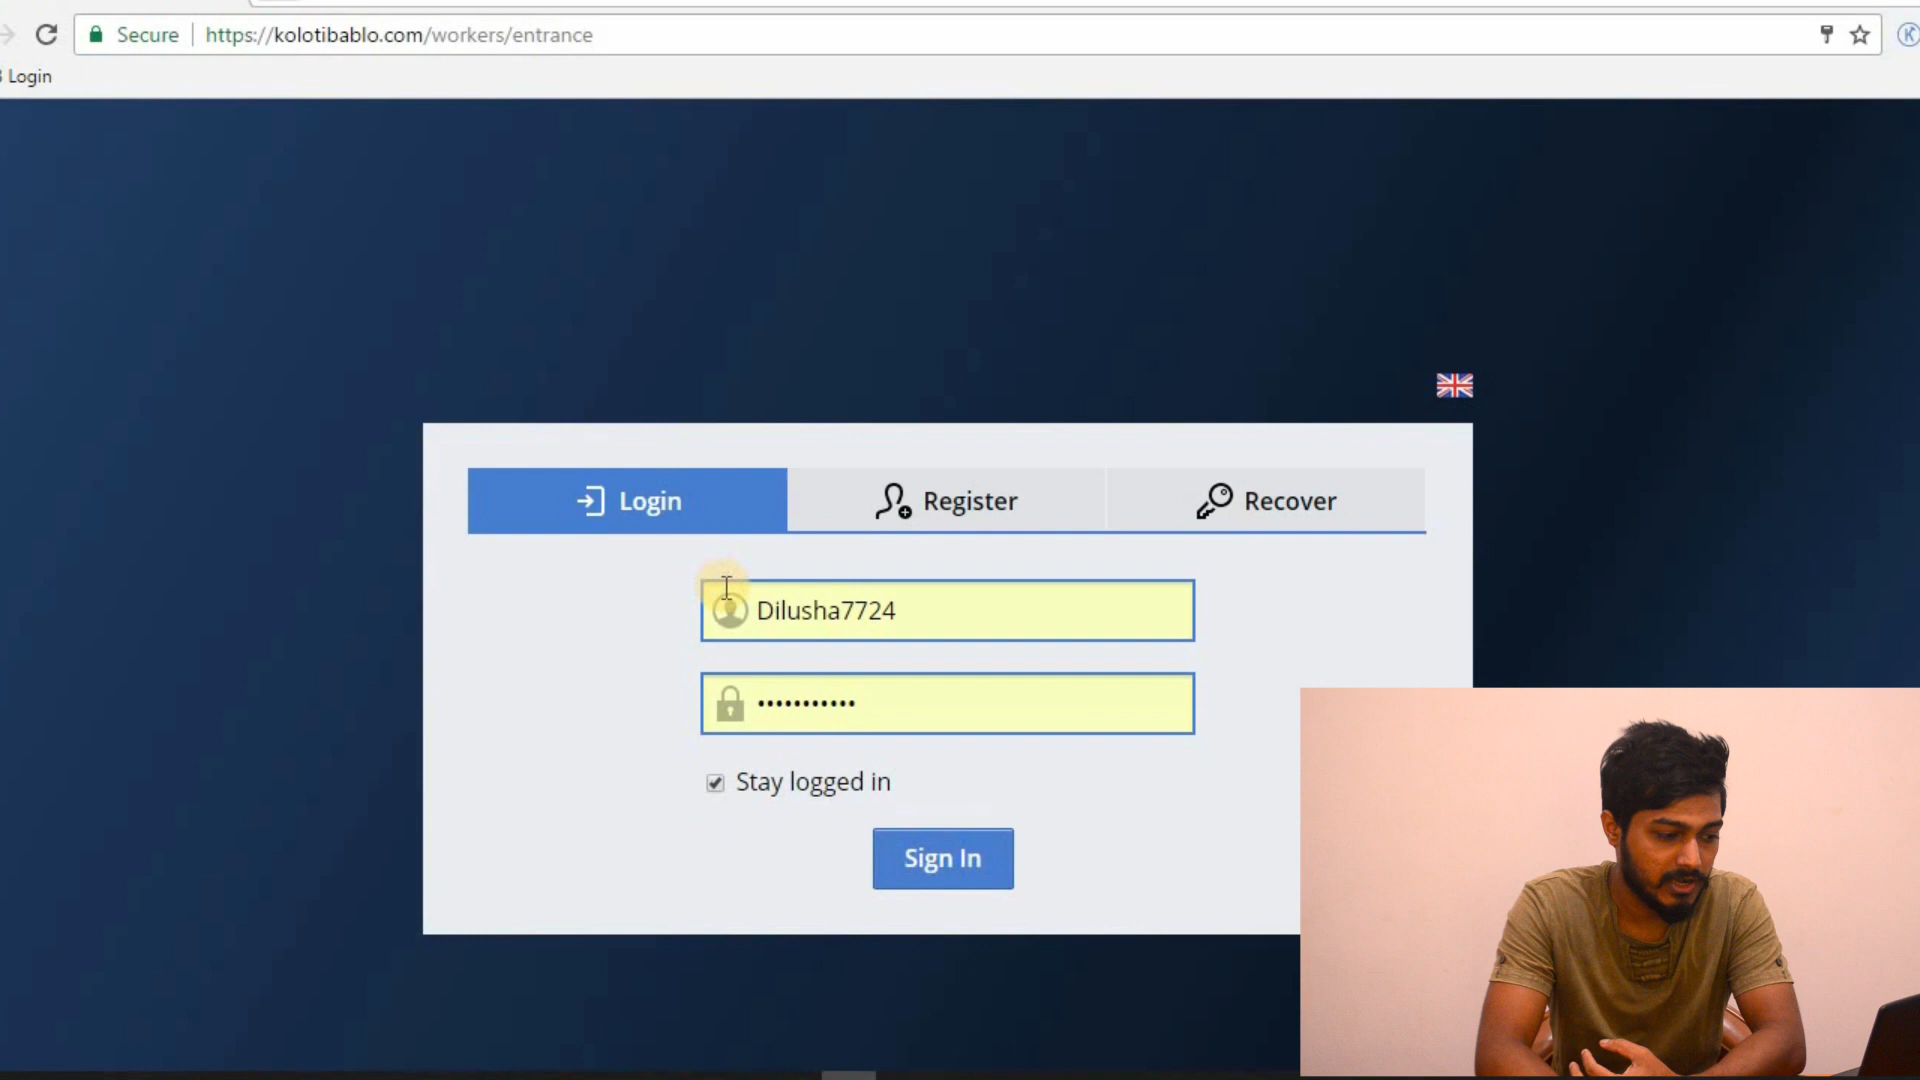 Secure https://kolotibablo.com/workers/entrance
Login
Login Register Recover
Dilusha7724
•••••••••••
Stay logged in
Sign In